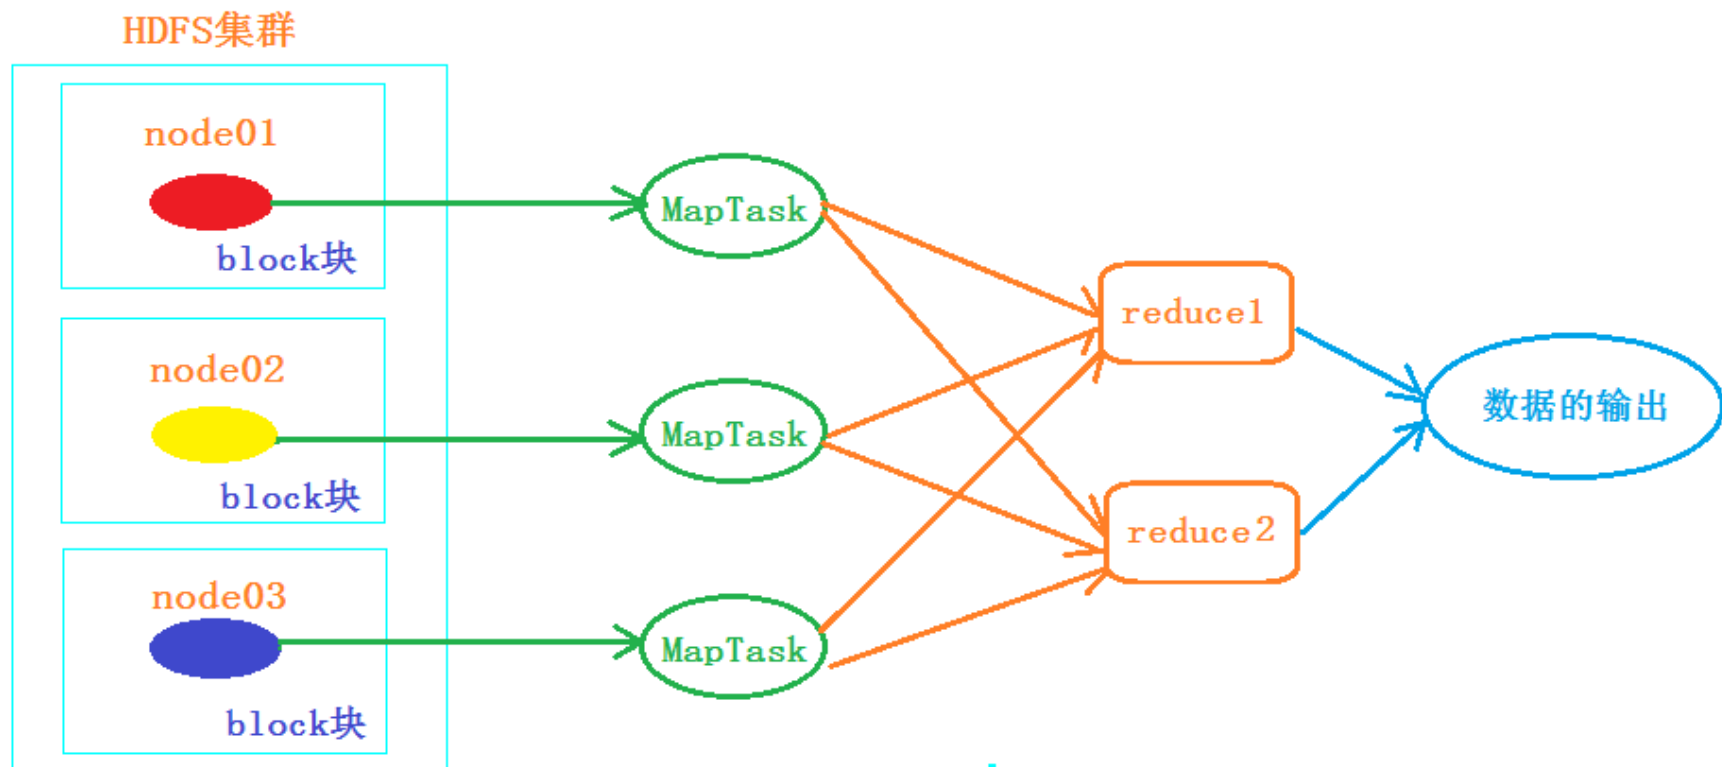 HDFS集群
node01
block块
node02
block块
node03
block块
MapTask
MapTask
MapTask
reduce1
reduce2
数据的输出